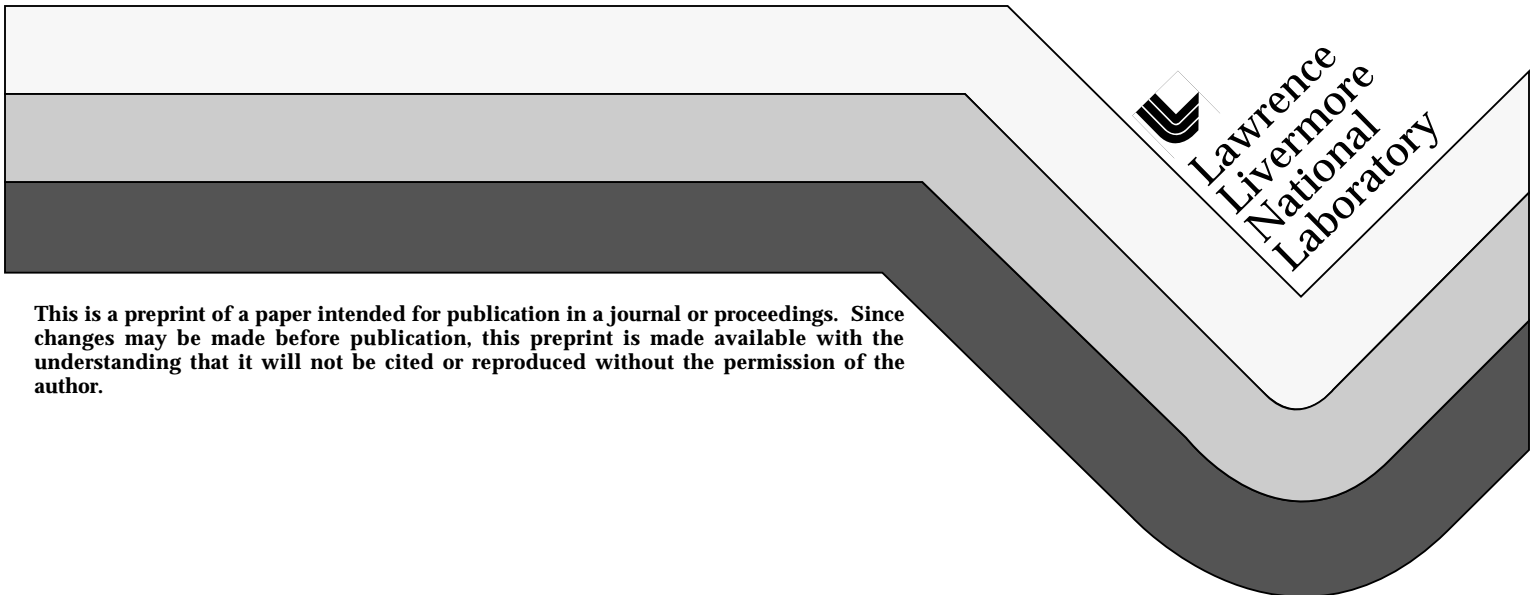 Lawrence
Livermore
National
Laboratory
This is a preprint of a paper intended for publication in a journal or proceedings.  Since
changes may be made before publication, this preprint is made available with the
understanding that it will not be cited or reproduced without the permission of the
author.